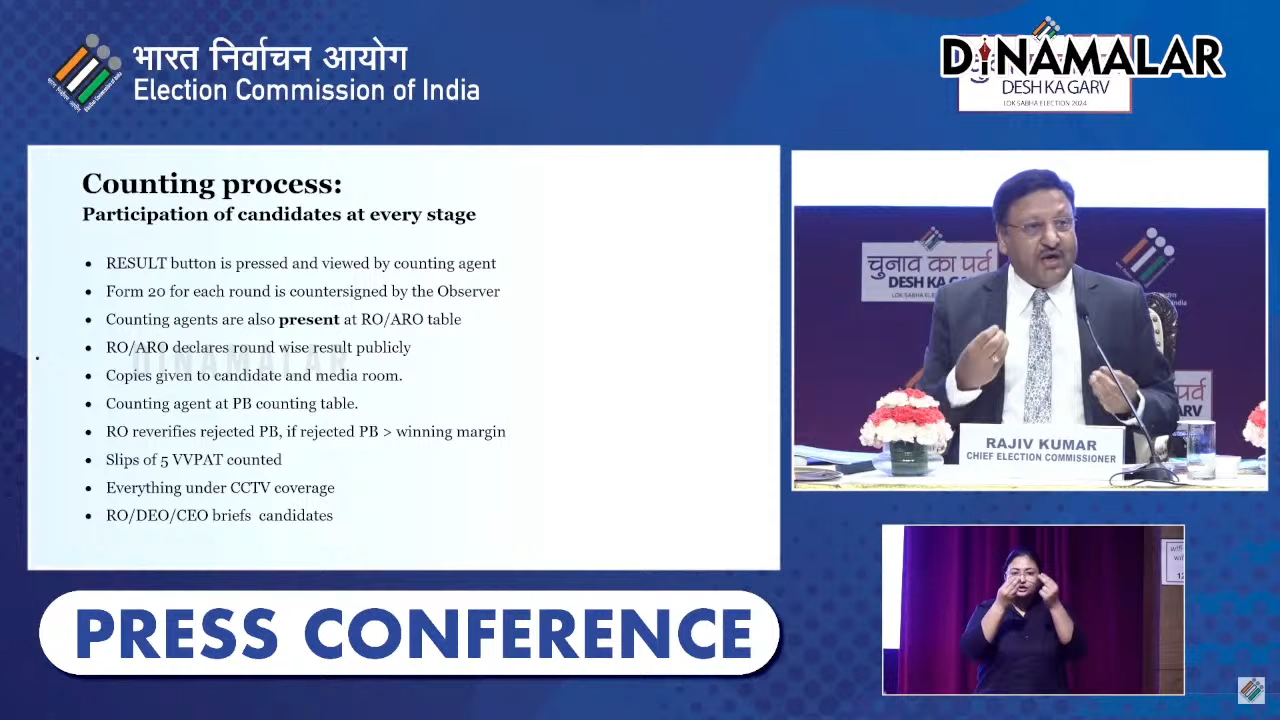 भारत निर्वाचन आयोग
Election Commission of India
DINAMALAR
DESH KA GARV
LOK SABHA ELECTION 2024
Counting process:
Participation of candidates at every stage
• RESULT button is pressed and viewed by counting agent
• Form 20 for each round is countersigned by the Observer
• Counting agents are also present at RO/ARO table
• RO/ARO declares round wise result publicly
• Copies given to candidate and media room.
• Counting agent at PB counting table.
• RO reverifies rejected PB, if rejected PB > winning margin
• Slips of 5 VVPAT counted
• Everything under CCTV coverage
• RO/DEO/CEO briefs candidates
DINAMALAR
चुनाव का पर्व
DESH KA GARV
LOK SABHA
पर्व
ARV
RAJIV KUMAR
CHIEF ELECTION COMMISSIONER
PRESS CONFERENCE